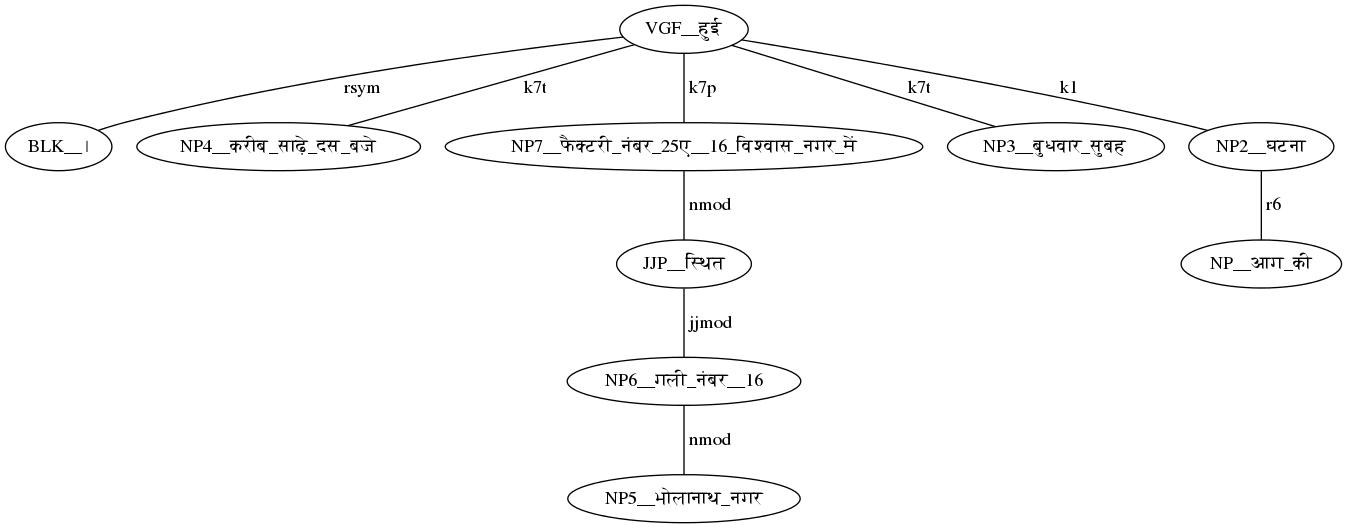 VGF__हुई
rsym k7t k7p k7t k1
BLK__। NP4__करीब_साढ़े_दस_बजे NP7__फैक्टरी_नंबर_25ए__16_विश्वास_नगर_में NP3__बुधवार_सुबह NP2__घटना
nmod r6
JJP__स्थित NP__आग_की
jjmod
NP6__गली_नंबर__16
nmod
NP5__भोलानाथ_नगर